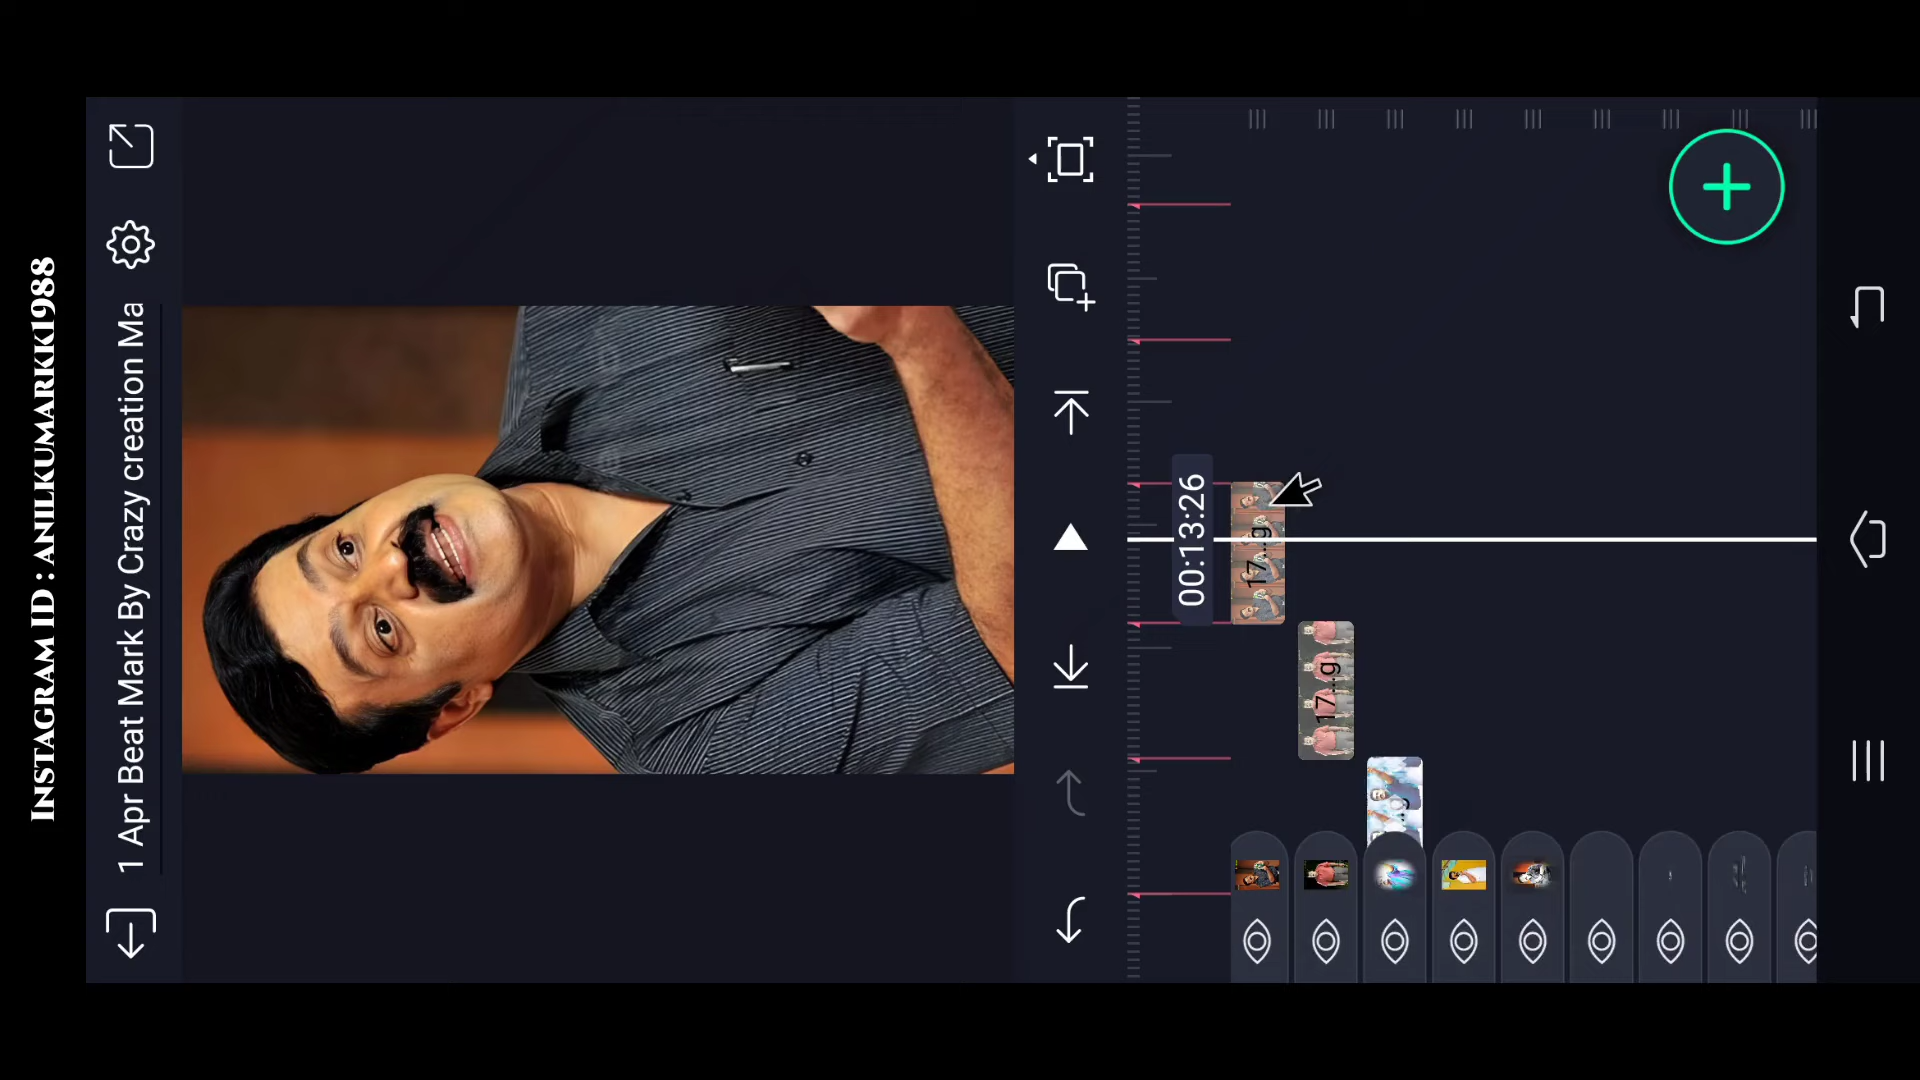 INSTAGRAM ID : ANILKUMARKK1988
1 Apr Beat Mark By Crazy creation Ma
00:13:26
17...g
17...g
...g